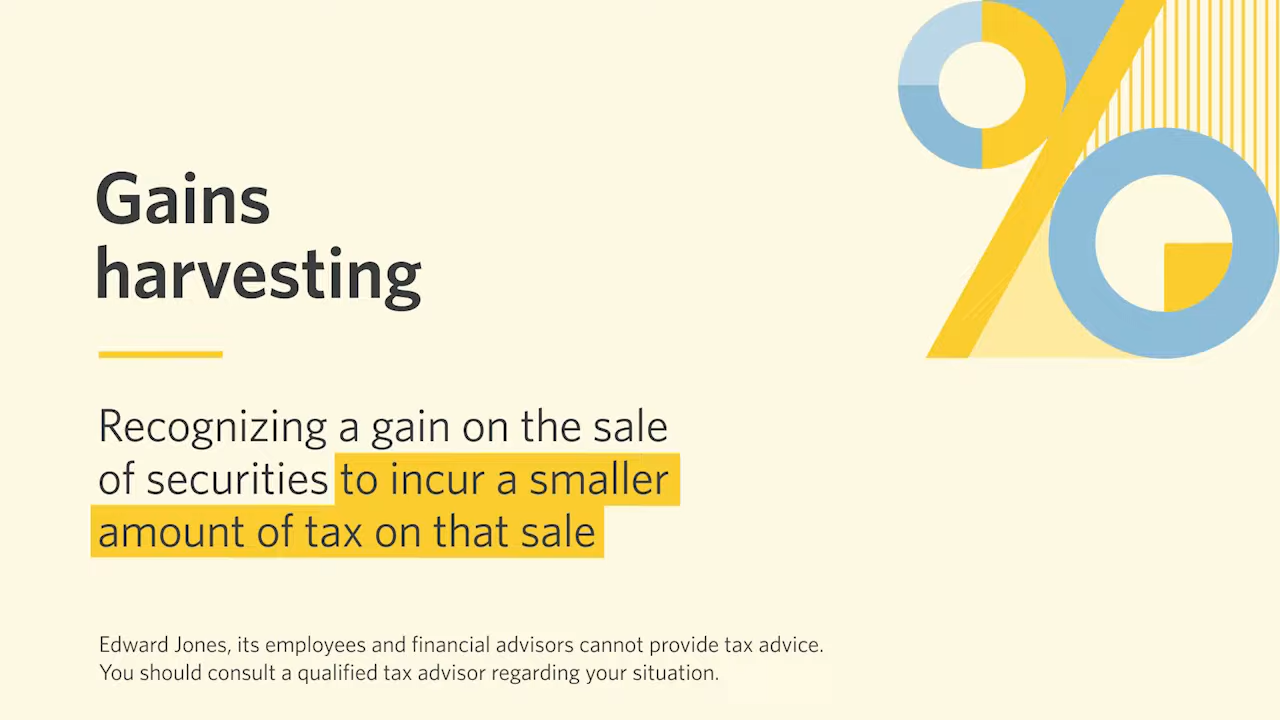 Gains
harvesting
Recognizing a gain on the sale
of securities to incur a smaller
amount of tax on that sale
Edward Jones, its employees and financial advisors cannot provide tax advice.
You should consult a qualified tax advisor regarding your situation.